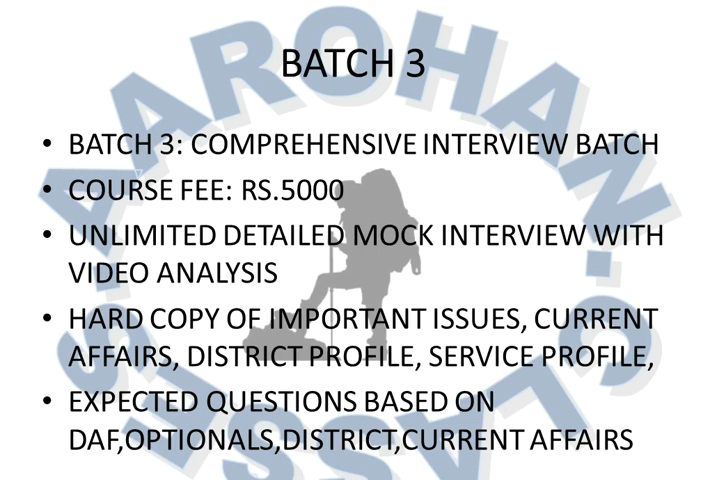 BATCH 3
• BATCH 3: COMPREHENSIVE INTERVIEW BATCH
• COURSE FEE: RS.5000
• UNLIMITED DETAILED MOCK INTERVIEW WITH
VIDEO ANALYSIS
• HARD COPY OF IMPORTANT ISSUES, CURRENT
AFFAIRS, DISTRICT PROFILE, SERVICE PROFILE,
• EXPECTED QUESTIONS BASED ON
DAF,OPTIONALS,DISTRICT,CURRENT AFFAIRS
AAROHAN